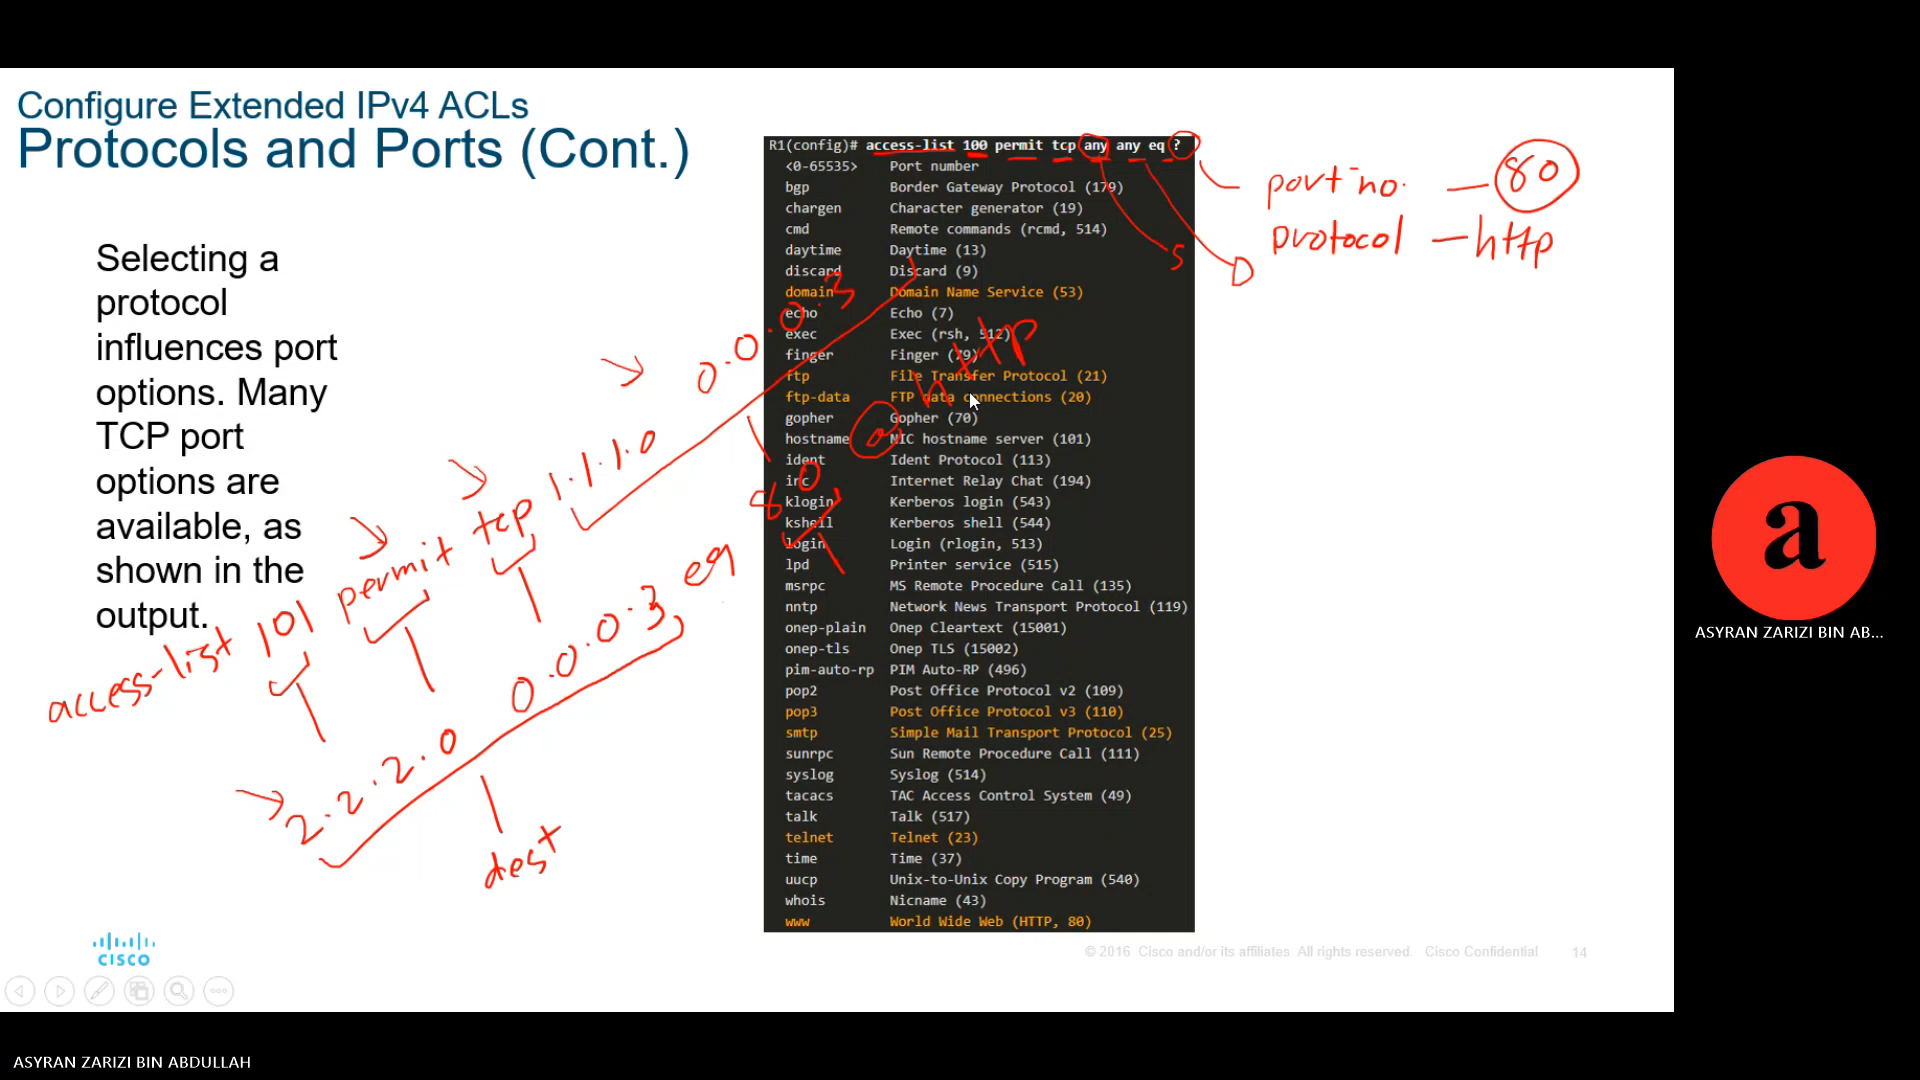 Configure Extended IPv4 ACLs
Protocols and Ports (Cont.)
Selecting a
protocol
influences port
options. Many
TCP port
options are
available, as
shown in the
output.
R1(config)# access-list 100 permit tcp any any eq ?
<0-65535> Port number
bgp Border Gateway Protocol (179)
chargen Character generator (19)
cmd Remote commands (rcmd, 514)
daytime Daytime (13)
discard Discard (9)
domain Domain Name Service (53)
echo Echo (7)
exec Exec (rsh, 512)
finger Finger (79)
ftp File Transfer Protocol (21)
ftp-data FTP data connections (20)
gopher Gopher (70)
hostname NIC hostname server (101)
ident Ident Protocol (113)
irc Internet Relay Chat (194)
klogin Kerberos login (543)
kshell Kerberos shell (544)
login Login (rlogin, 513)
lpd Printer service (515)
msrpc MS Remote Procedure Call (135)
nntp Network News Transport Protocol (119)
onep-plain Onep Cleartext (15001)
onep-tls Onep TLS (15002)
pim-auto-rp PIM Auto-RP (496)
pop2 Post Office Protocol v2 (109)
pop3 Post Office Protocol v3 (110)
smtp Simple Mail Transport Protocol (25)
sunrpc Sun Remote Procedure Call (111)
syslog Syslog (514)
tacacs TAC Access Control System (49)
talk Talk (517)
telnet Telnet (23)
time Time (37)
uucp Unix-to-Unix Copy Program (540)
whois Nicname (43)
www World Wide Web (HTTP, 80)
port no. — 80
protocol — http
S
D
access-list 101 permit tcp 1.1.1.0 0.0.0.3
2.2.2.0 0.0.0.3 eq 80
http
dest
CISCO
© 2016 Cisco and/or its affiliates. All rights reserved. Cisco Confidential 14
a
ASYRAN ZARIZI BIN AB...
ASYRAN ZARIZI BIN ABDULLAH